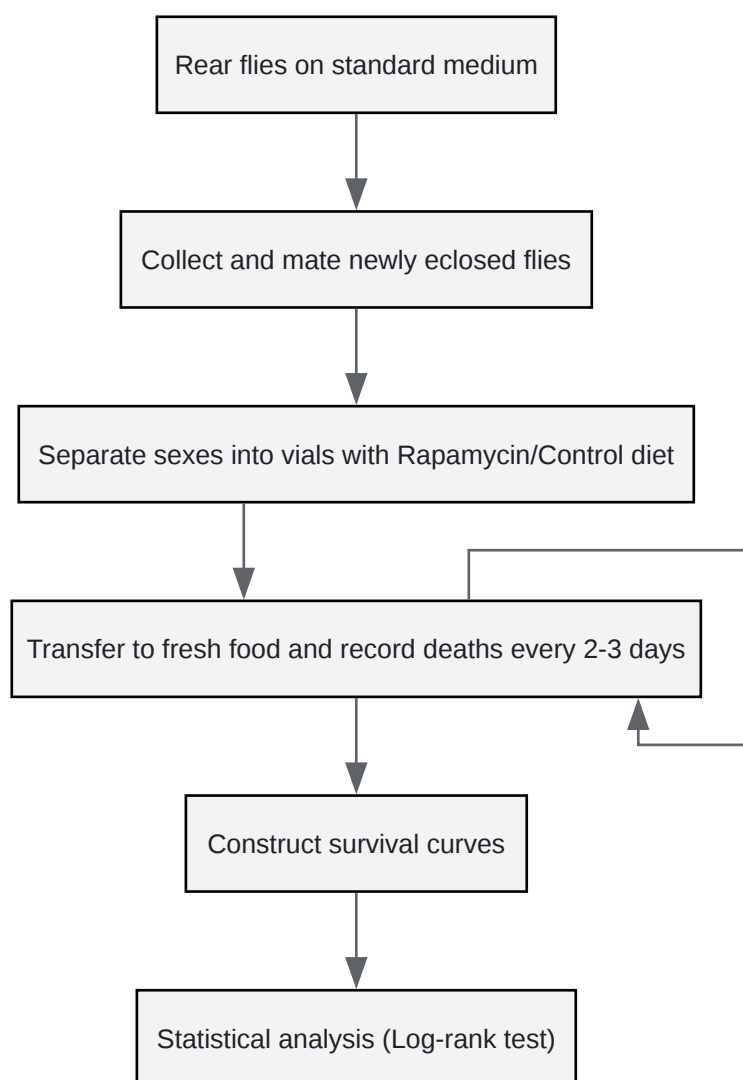 Rear flies on standard medium
Collect and mate newly eclosed flies
Separate sexes into vials with Rapamycin/Control diet
Transfer to fresh food and record deaths every 2-3 days
Construct survival curves
Statistical analysis (Log-rank test)